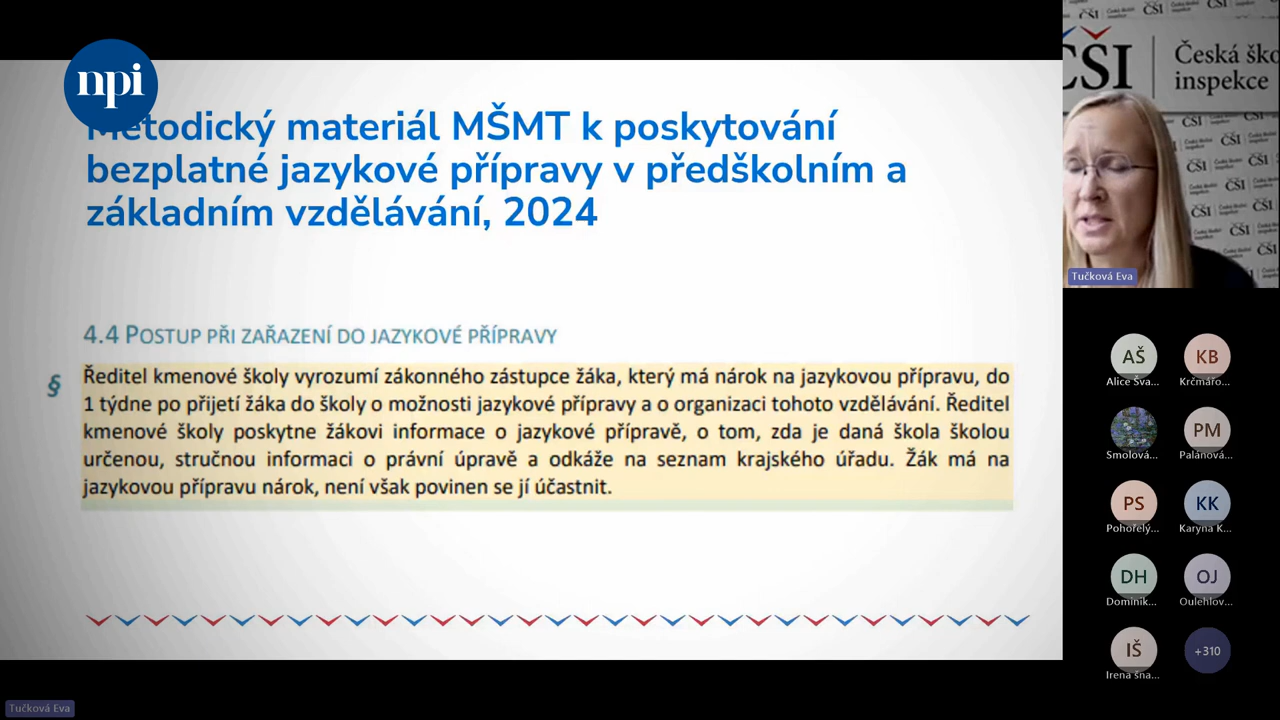 npi
Metodický materiál MŠMT k poskytování
bezplatné jazykové přípravy v předškolním a
základním vzdělávání, 2024
4.4 POSTUP PŘI ZAŘAZENÍ DO JAZYKOVÉ PŘÍPRAVY
§
Ředitel kmenové školy vyrozumí zákonného zástupce žáka, který má nárok na jazykovou přípravu, do
1 týdne po přijetí žáka do školy o možnosti jazykové přípravy a o organizaci tohoto vzdělávání. Ředitel
kmenové školy poskytne žákovi informace o jazykové přípravě, o tom, zda je daná škola školou
určenou, stručnou informaci o právní úpravě a odkáže na seznam krajského úřadu. Žák má na
jazykovou přípravu nárok, není však povinen se jí účastnit.
Tučková Eva
ČŠI
Česká ško
inspekce
Tučková Eva
AŠ
KB
Alice Šva...
Krčmářo...
PM
Smolová...
Palánová...
PS
KK
Pohořelý...
Karyna K...
DH
OJ
Dominik...
Oulehlov...
IŠ
+310
Irena šna...